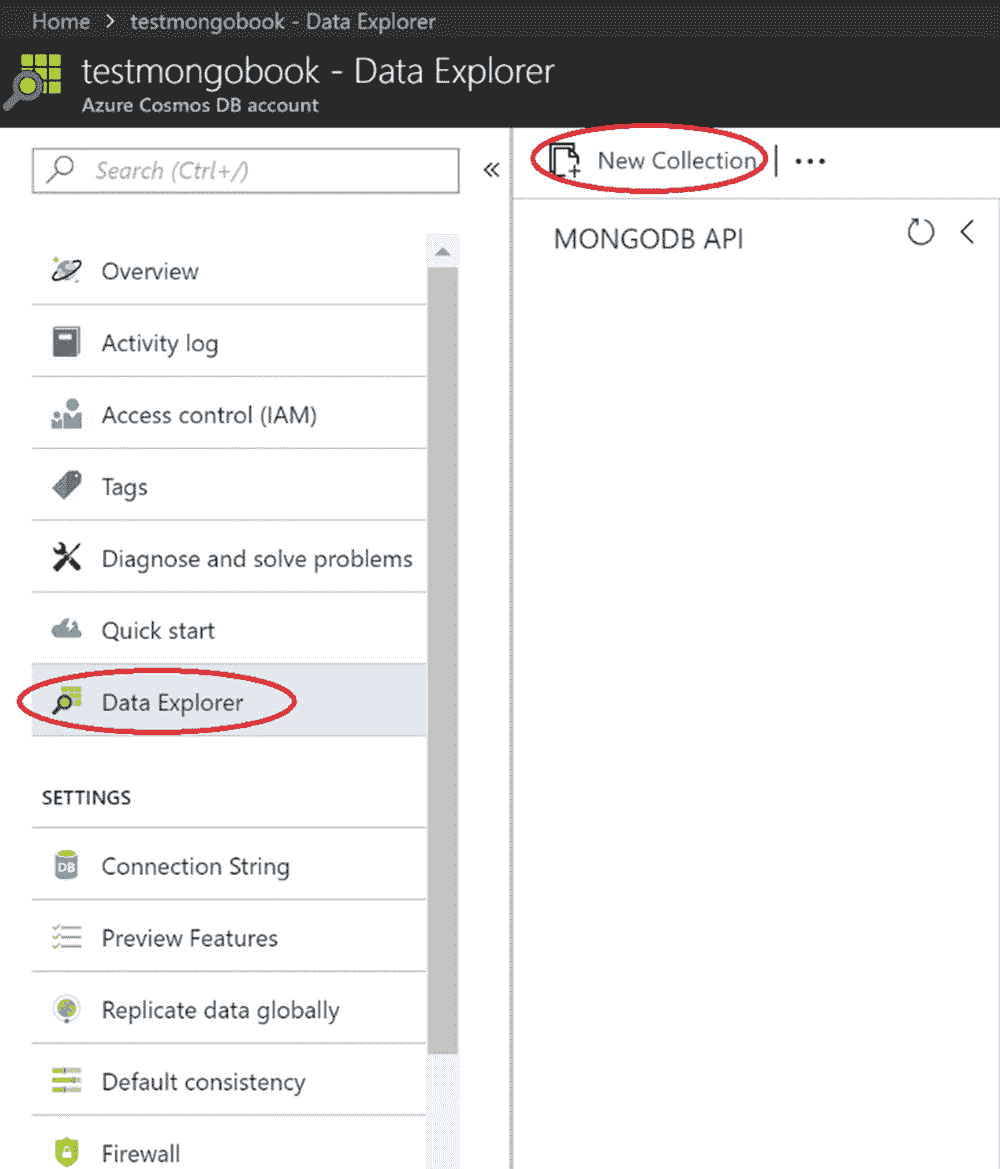 Home > testmongobook - Data Explorer
testmongobook - Data Explorer
Azure Cosmos DB account
Search (Ctrl+/)
«
New Collection
MONGODB API
Overview
Activity log
Access control (IAM)
Tags
Diagnose and solve problems
Quick start
Data Explorer
SETTINGS
DB Connection String
Preview Features
Replicate data globally
Default consistency
Firewall